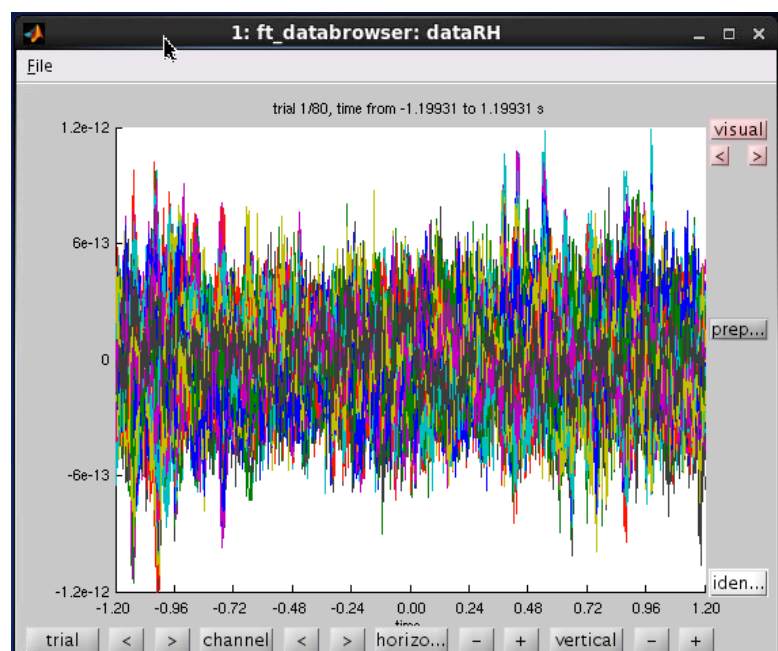 1: ft_databrowser: dataRH
File
trial 1/80, time from -1.19931 to 1.19931 s
1.2e-12
visual
< >
6e-13
prep...
0
-6e-13
iden...
-1.2e-12
-1.20 -0.96 -0.72 -0.48 -0.24 0.00 0.24 0.48 0.72 0.96 1.20
time
trial < > channel < > horizo... - + vertical - +